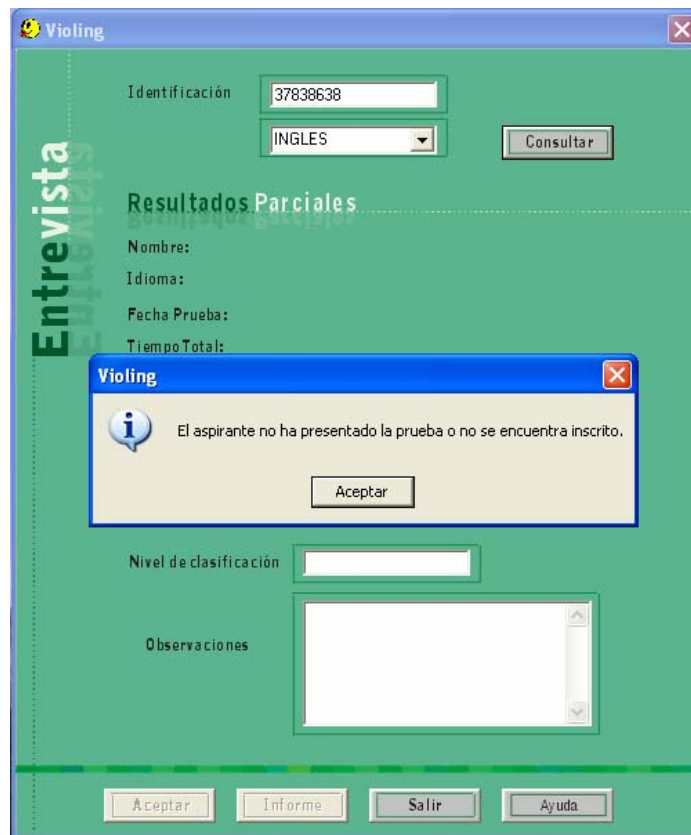 Violing
Identificación
37838638
INGLES
Consultar
Entrevista
Resultados Parciales
Nombre:
Idioma:
Fecha Prueba:
Tiempo Total:
Violing
El aspirante no ha presentado la prueba o no se encuentra inscrito.
Aceptar
Nivel de clasificación
Observaciones
Aceptar
Informe
Salir
Ayuda